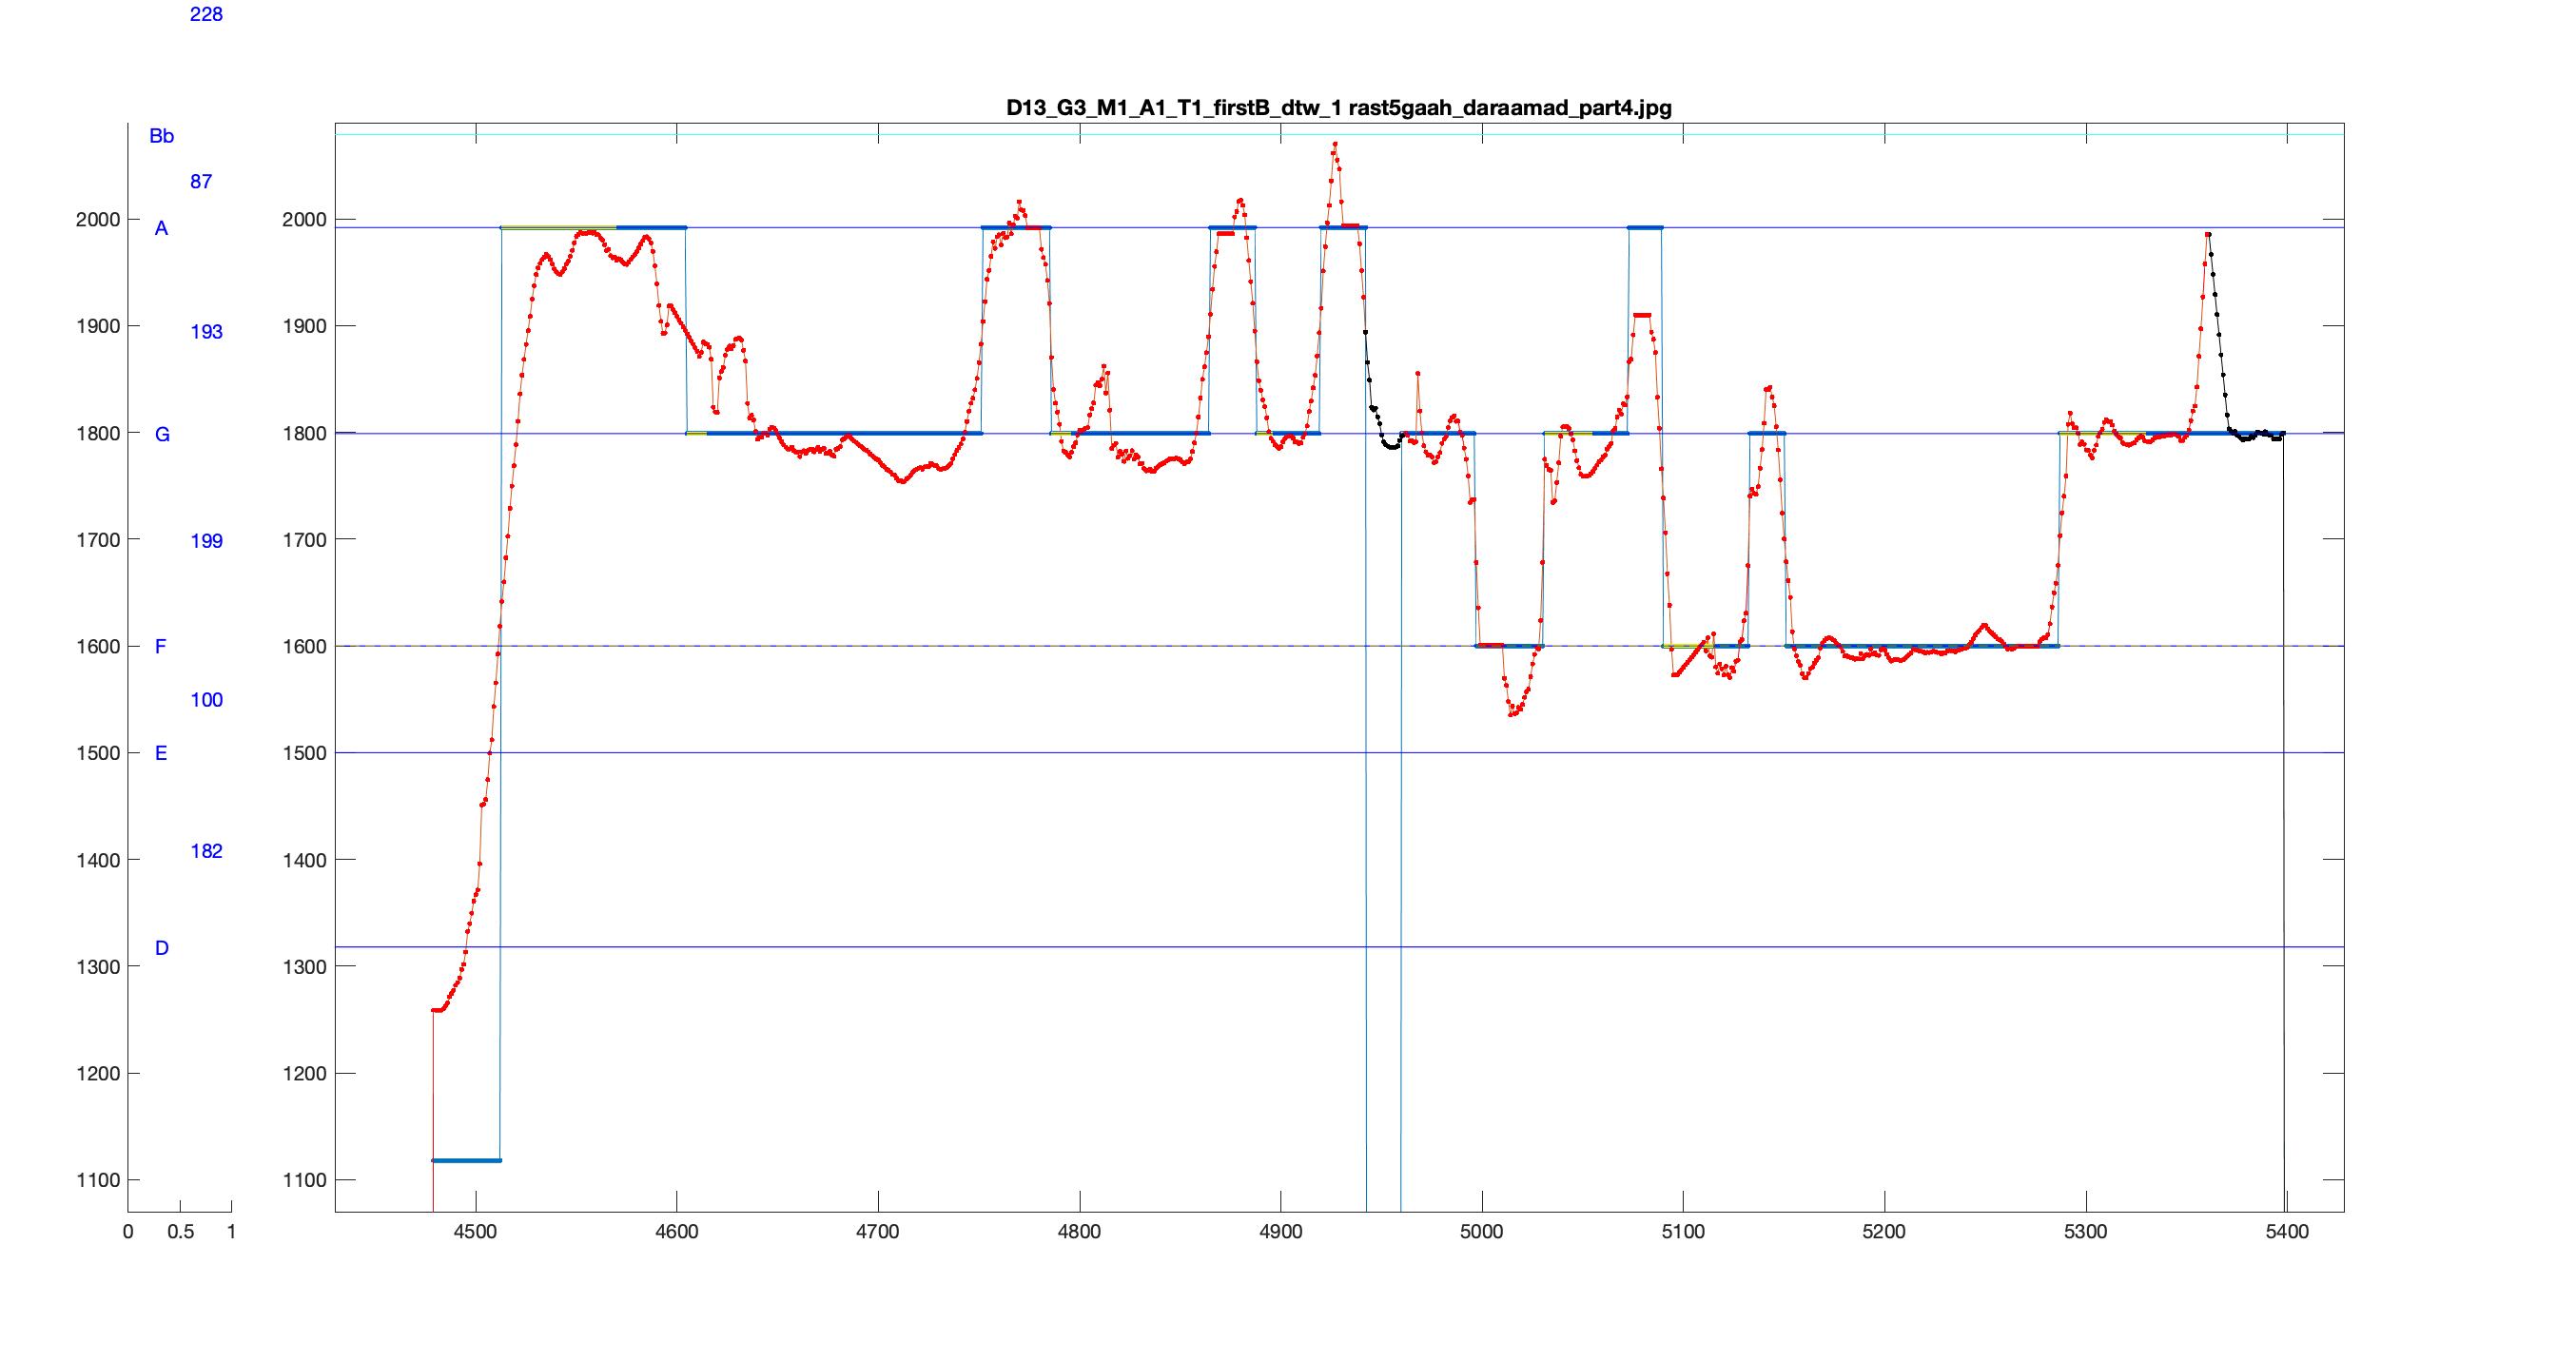 228
D13_G3_M1_A1_T1_firstB_dtw_1 rast5gaah_daraamad_part4.jpg
Bb
87
2000 A 2000
1900 193 1900
1800 G 1800
1700 199 1700
1600 F 1600
100
1500 E 1500
1400 182 1400
D
1300 1300
1200 1200
1100 1100
0 0.5 1 4500 4600 4700 4800 4900 5000 5100 5200 5300 5400